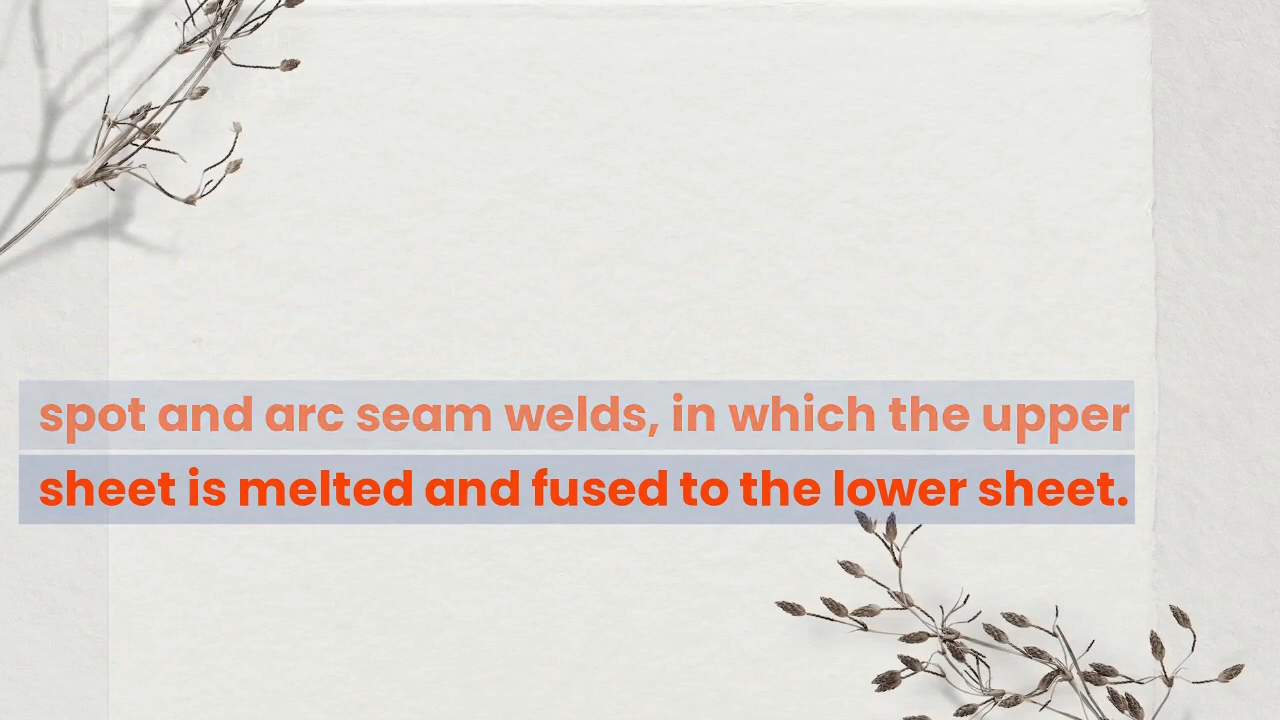 spot and arc seam welds, in which the upper
sheet is melted and fused to the lower sheet.